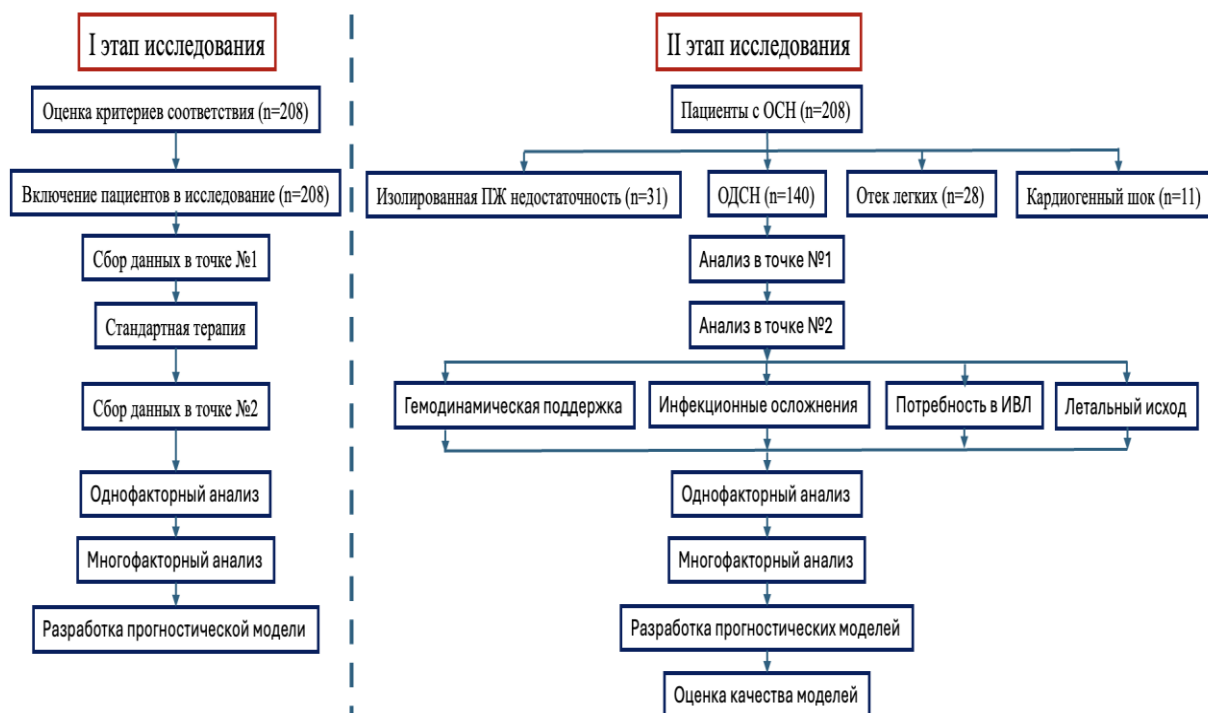 I этап исследования
Оценка критериев соответствия (n=208)
Включение пациентов в исследование (n=208)
Сбор данных в точке №1
Стандартная терапия
Сбор данных в точке №2
Однофакторный анализ
Многофакторный анализ
Разработка прогностической модели
II этап исследования
Пациенты с ОСН (n=208)
Изолированная ПЖ недостаточность (n=31)
ОДСН (n=140)
Отек легких (n=28)
Кардиогенный шок (n=11)
Анализ в точке №1
Анализ в точке №2
Гемодинамическая поддержка
Инфекционные осложнения
Потребность в ИВЛ
Летальный исход
Однофакторный анализ
Многофакторный анализ
Разработка прогностических моделей
Оценка качества моделей